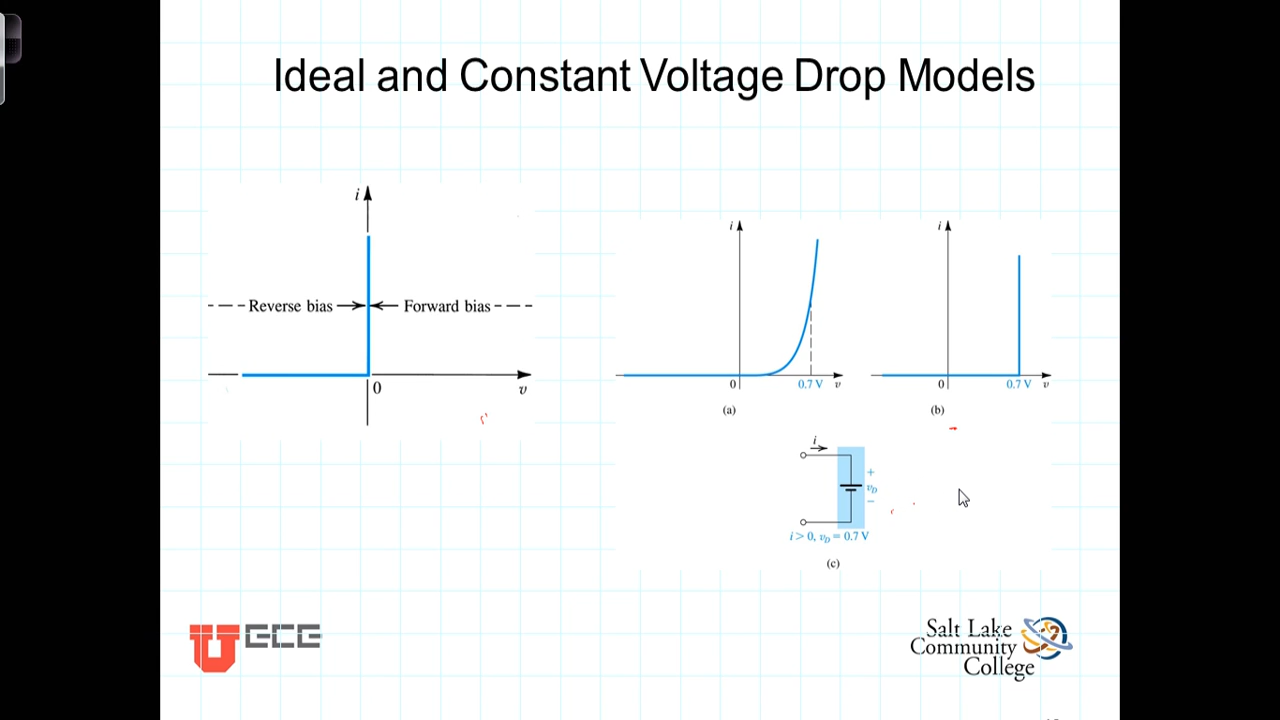 Ideal and Constant Voltage Drop Models
i
Reverse bias
Forward bias
0
v
i
0
0.7 V
v
(a)
i
0
0.7 V
v
(b)
i
+
vD
−
i > 0, vD = 0.7 V
(c)
U ECE
Salt Lake
Community
College